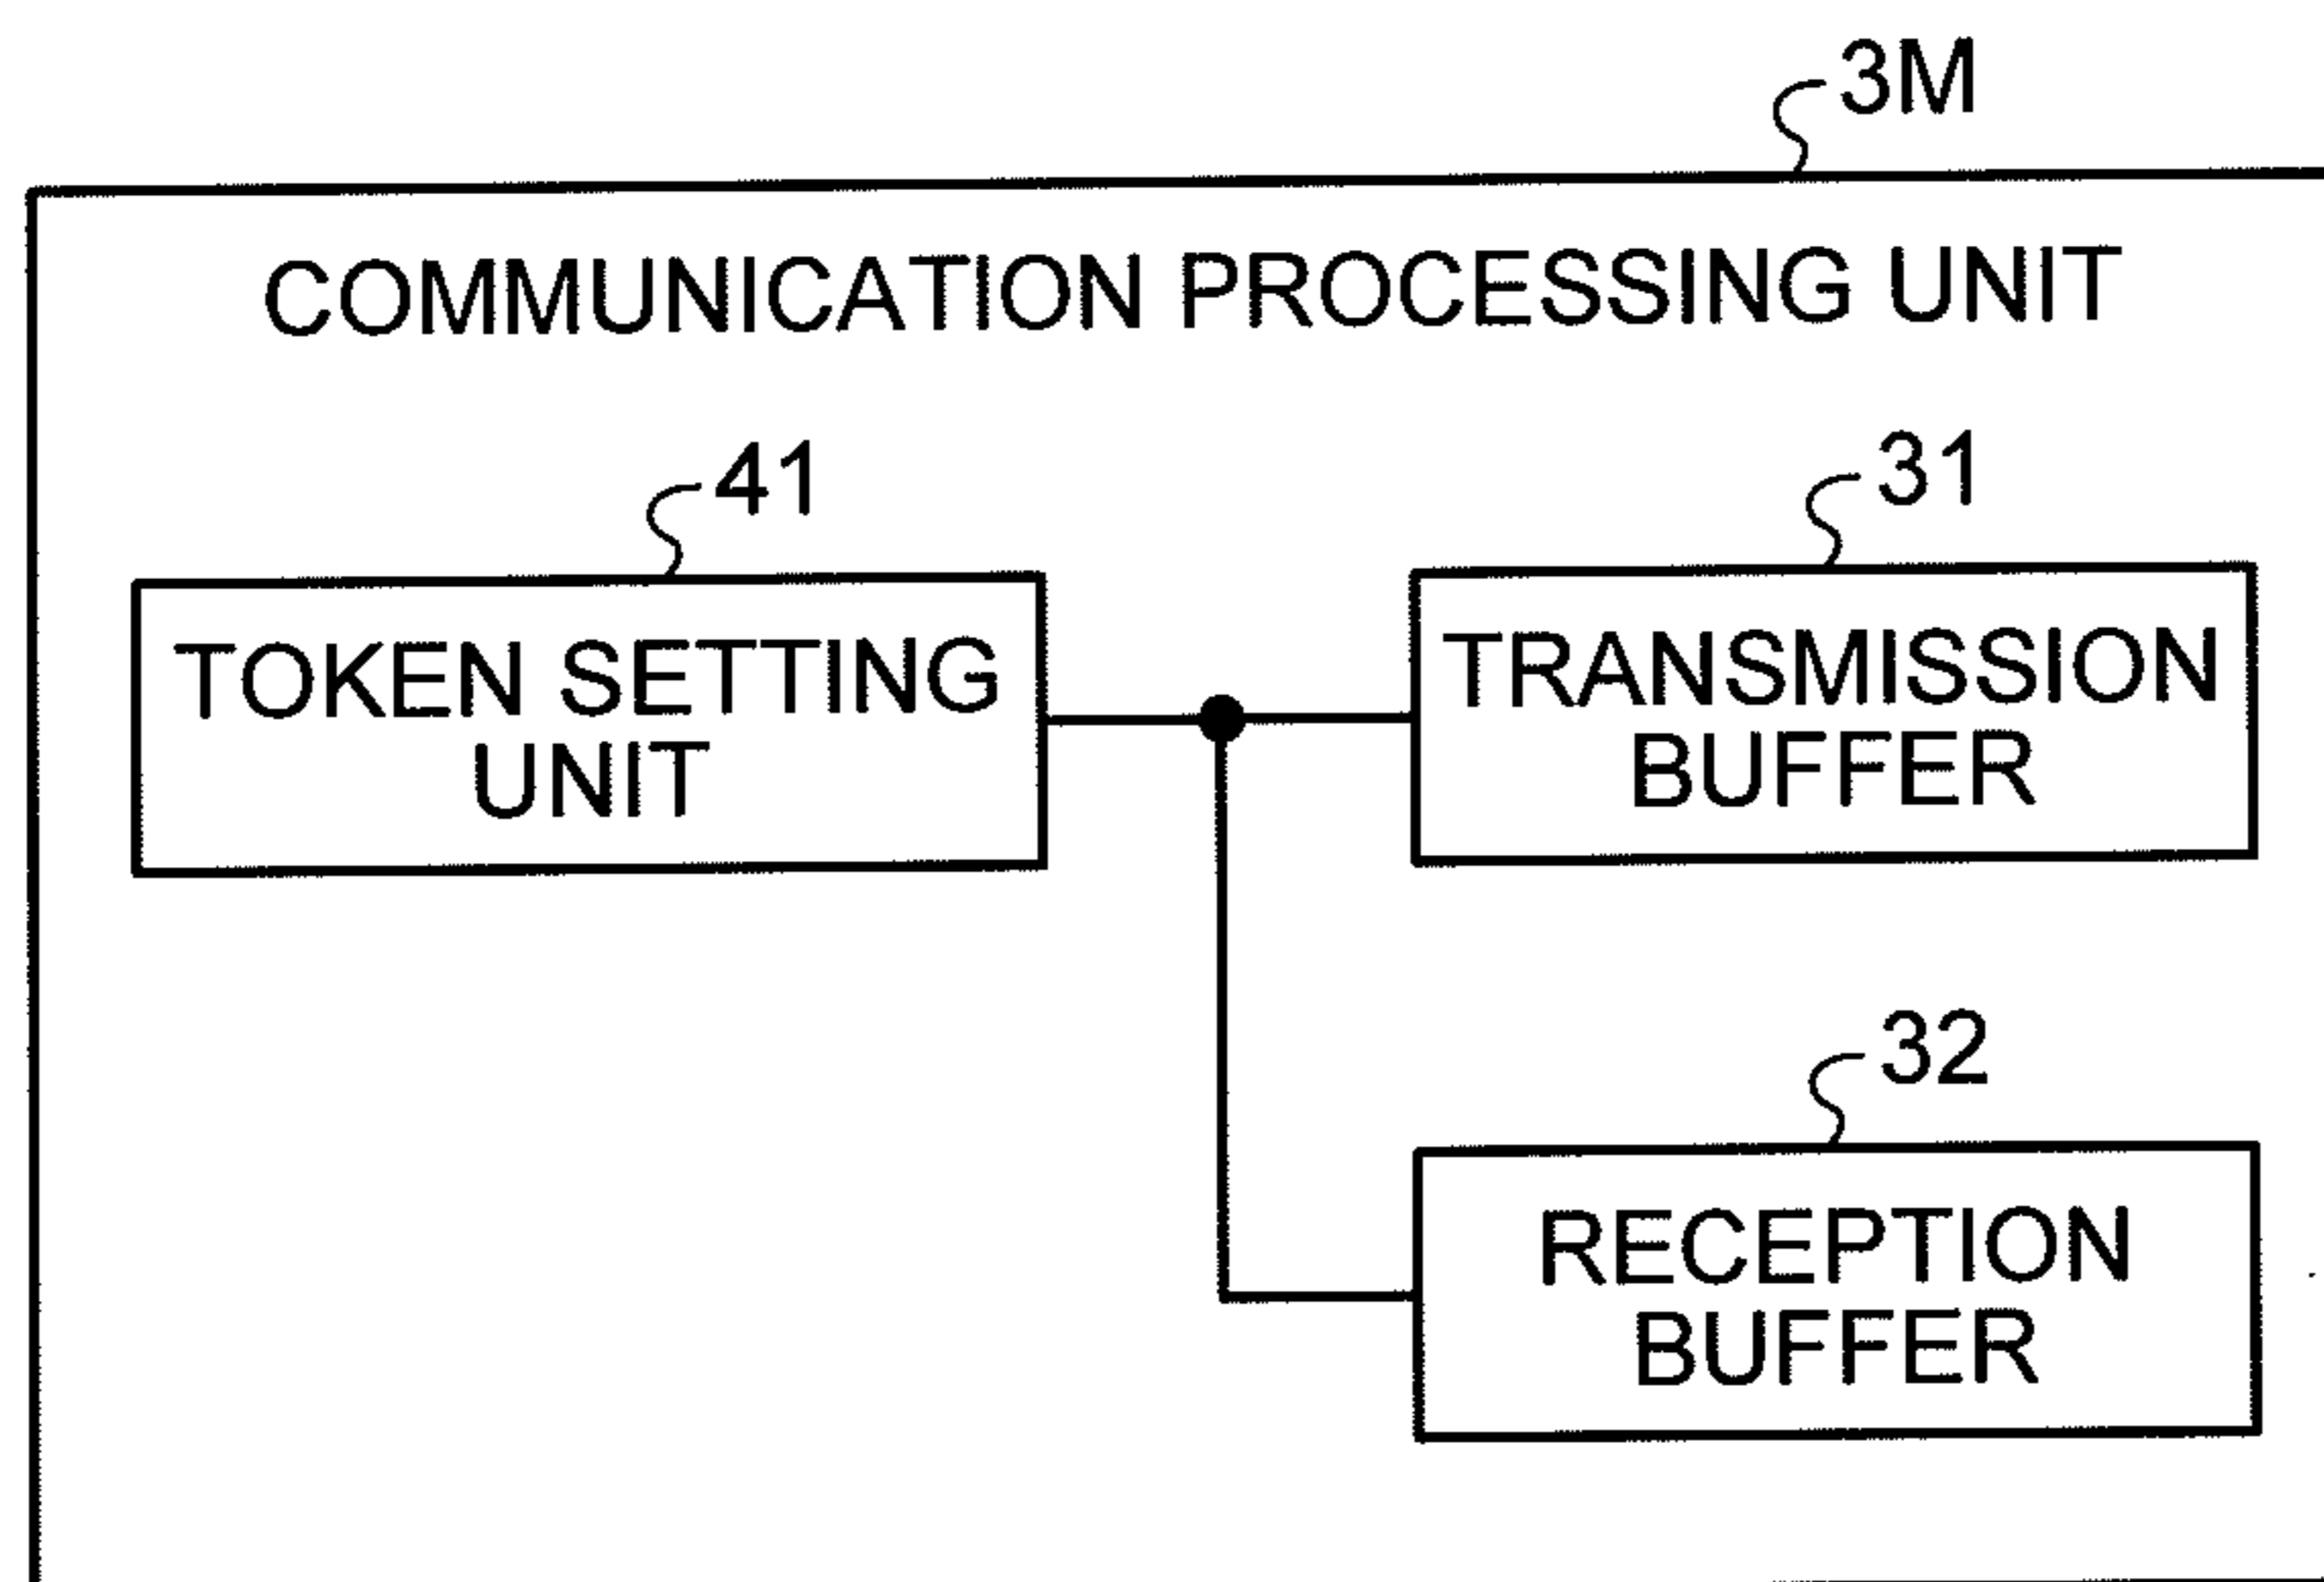 3M
COMMUNICATION PROCESSING UNIT
41
TOKEN SETTING
UNIT
31
TRANSMISSION
BUFFER
32
RECEPTION
BUFFER